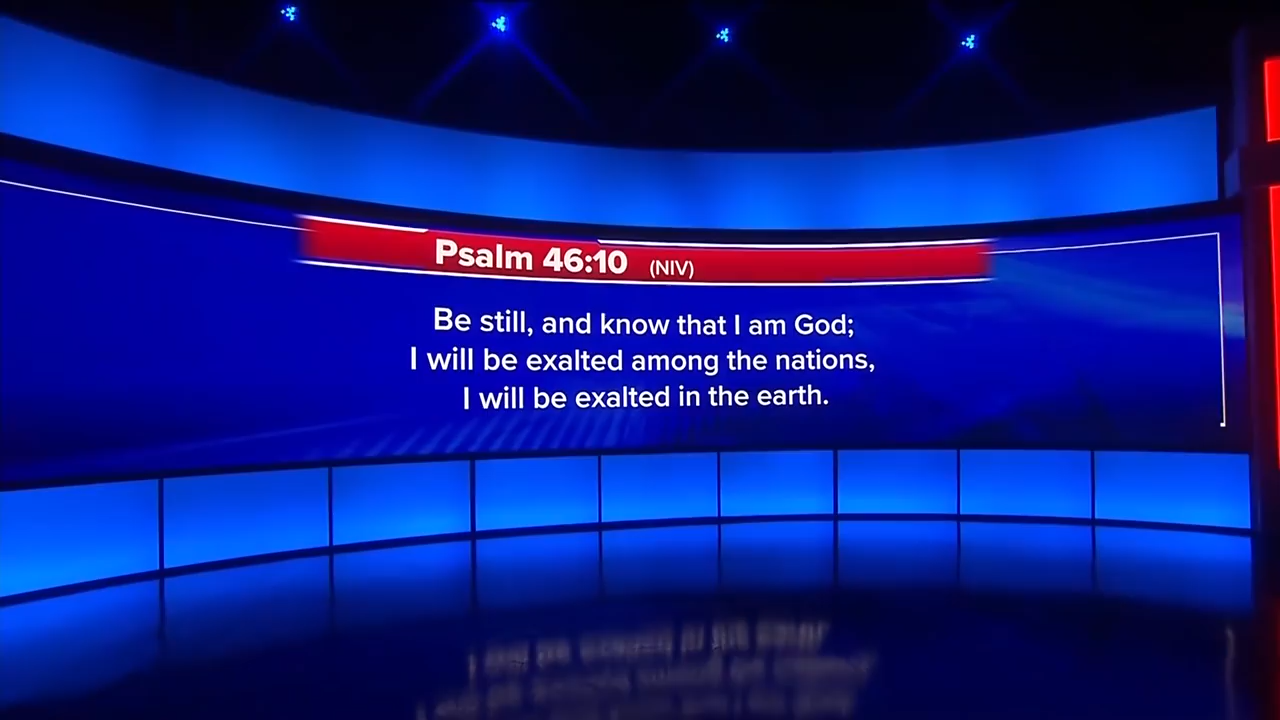 Psalm 46:10 (NIV)
Be still, and know that I am God;
I will be exalted among the nations,
I will be exalted in the earth.